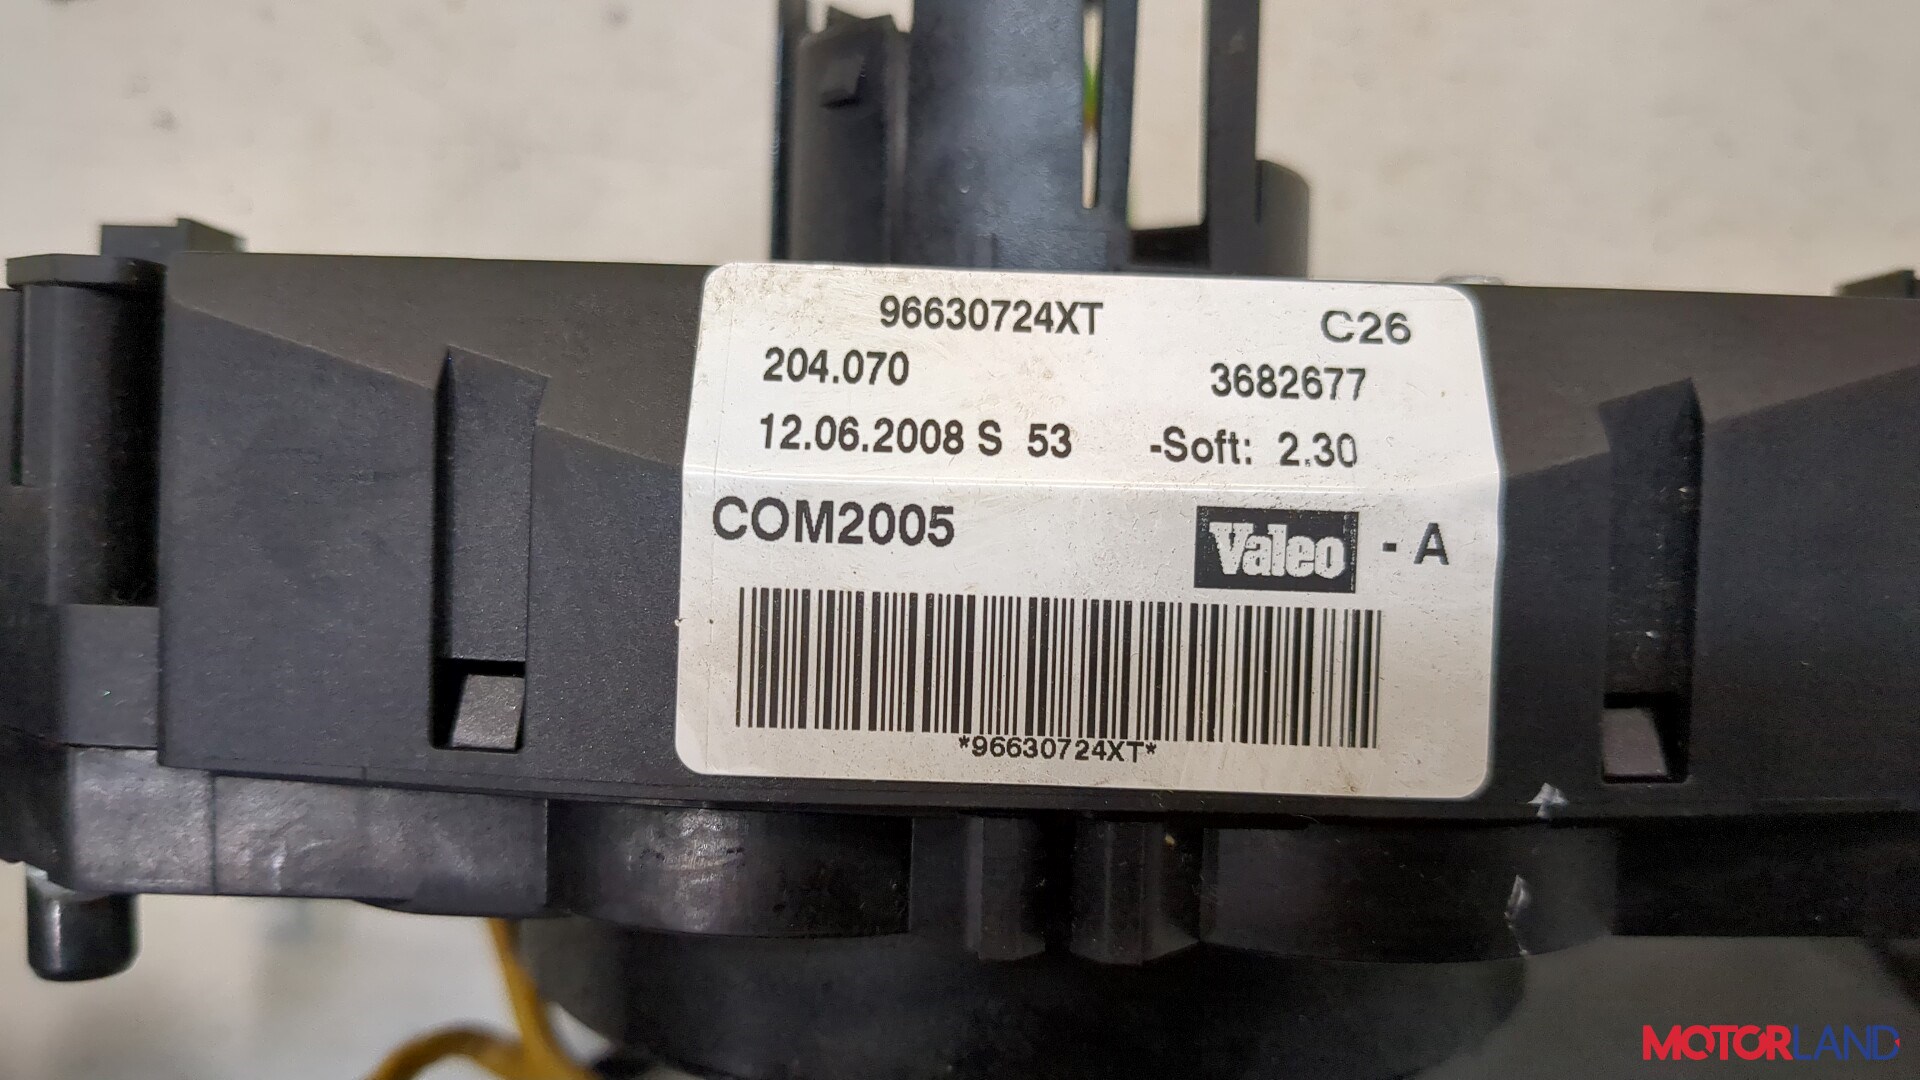 96630724XT C26
204.070 3682677
12.06.2008 S 53 -Soft: 2.30
COM2005 Valeo - A
*96630724XT*
MOTORLAND